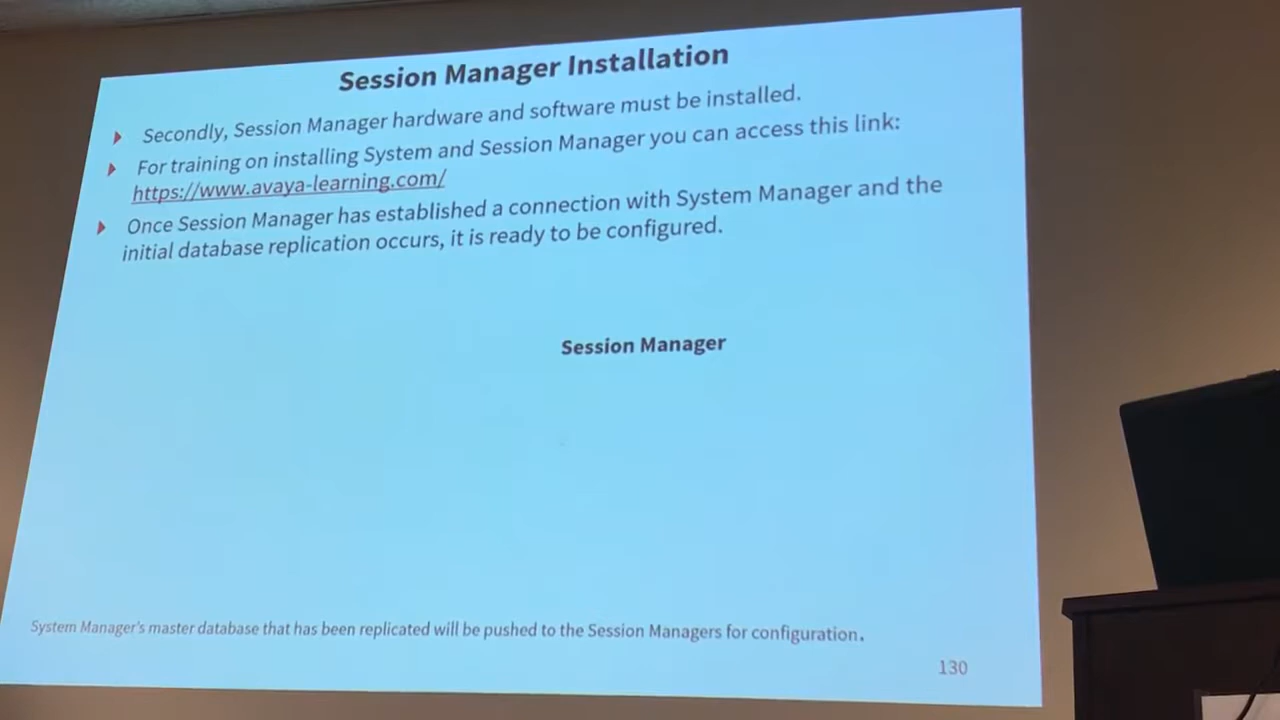 Session Manager Installation
Secondly, Session Manager hardware and software must be installed.
For training on installing System and Session Manager you can access this link:
https://www.avaya-learning.com/
Once Session Manager has established a connection with System Manager and the
initial database replication occurs, it is ready to be configured.
Session Manager
System Manager's master database that has been replicated will be pushed to the Session Managers for configuration.
130